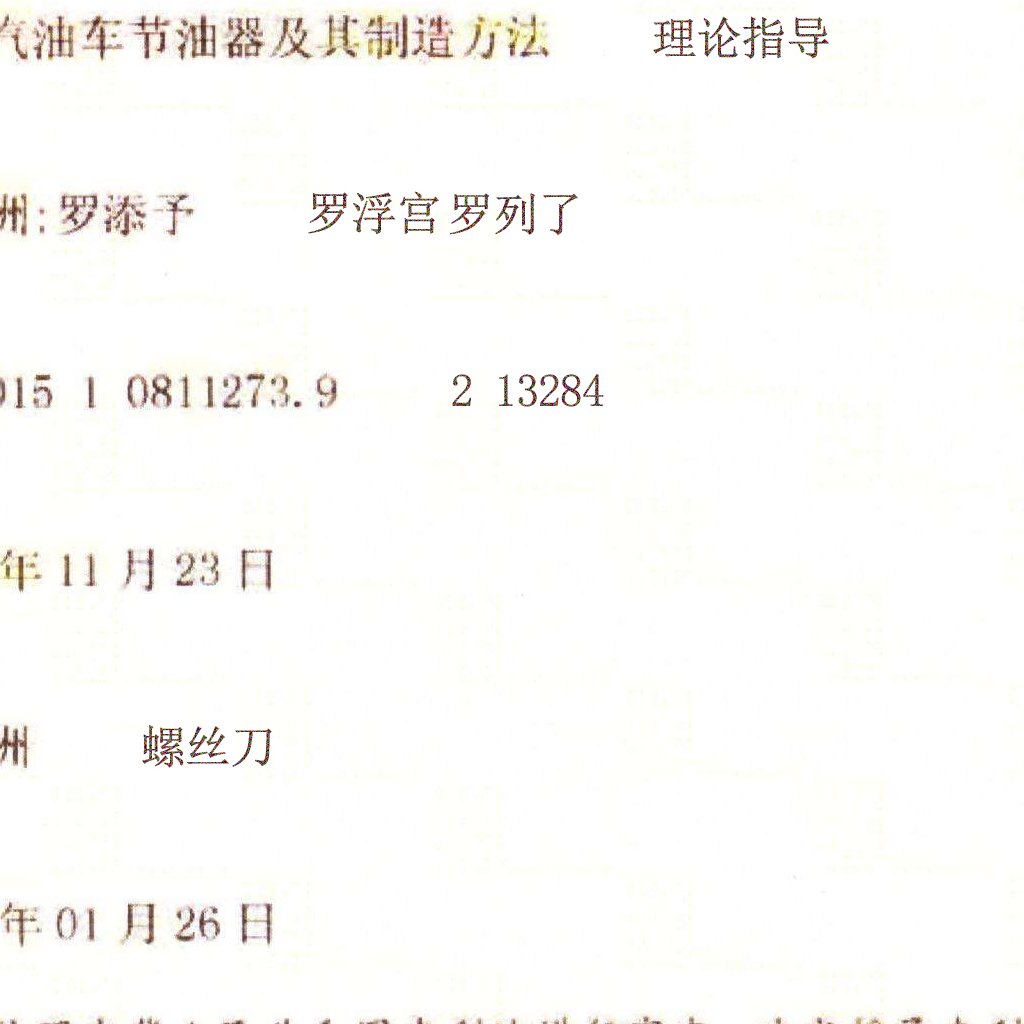 汽油车节油器及其制造方法 理论指导
州:罗添予 罗浮宫罗列了
015 1 0811273.9 2 13284
年 11 月 23 日
州 螺丝刀
年 01 月 26 日